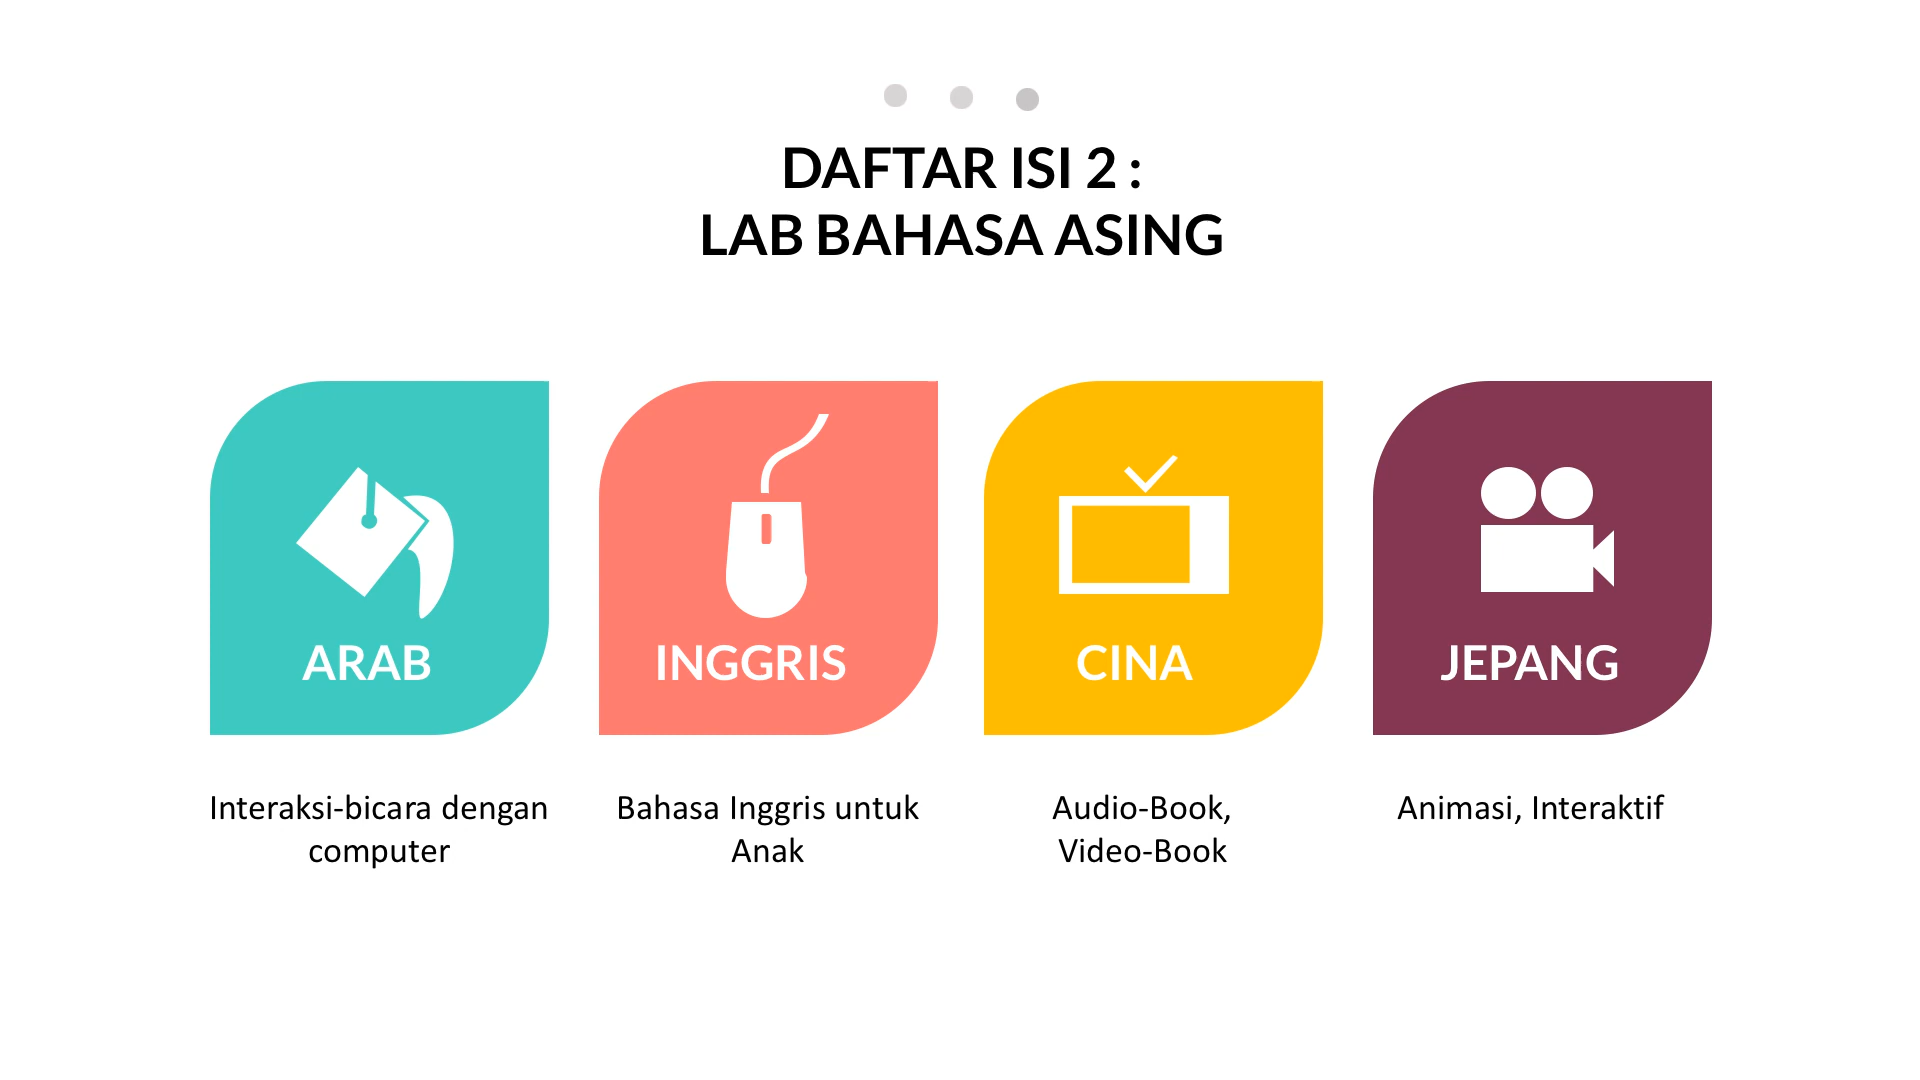 DAFTAR ISI 2 :
LAB BAHASA ASING
ARAB
INGGRIS
CINA
JEPANG
Interaksi-bicara dengan
computer
Bahasa Inggris untuk
Anak
Audio-Book,
Video-Book
Animasi, Interaktif